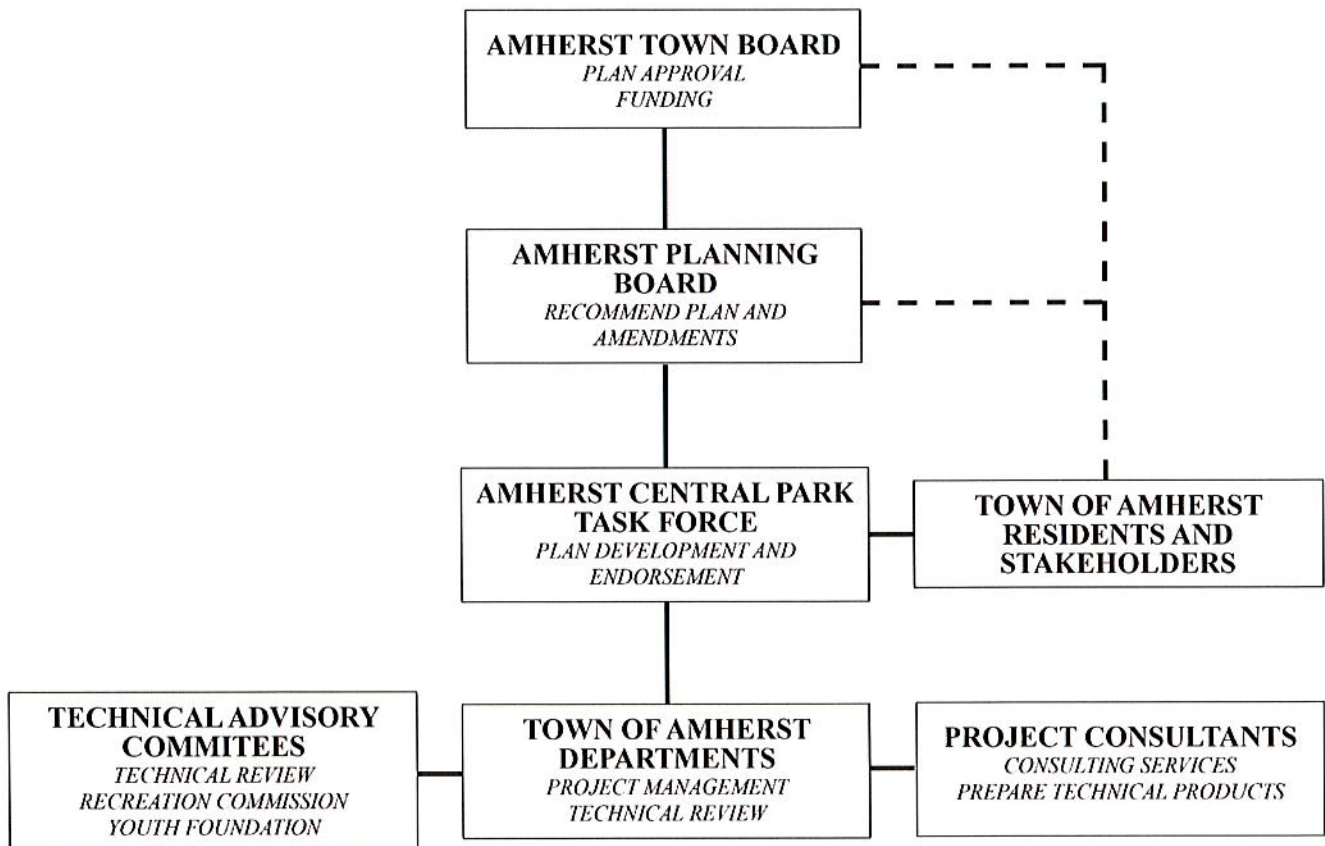 AMHERST TOWN BOARD
PLAN APPROVAL
FUNDING
AMHERST PLANNING
BOARD
RECOMMEND PLAN AND
AMENDMENTS
AMHERST CENTRAL PARK
TASK FORCE
PLAN DEVELOPMENT AND
ENDORSEMENT
TOWN OF AMHERST
RESIDENTS AND
STAKEHOLDERS
TECHNICAL ADVISORY
COMMITEES
TECHNICAL REVIEW
RECREATION COMMISSION
YOUTH FOUNDATION
TOWN OF AMHERST
DEPARTMENTS
PROJECT MANAGEMENT
TECHNICAL REVIEW
PROJECT CONSULTANTS
CONSULTING SERVICES
PREPARE TECHNICAL PRODUCTS